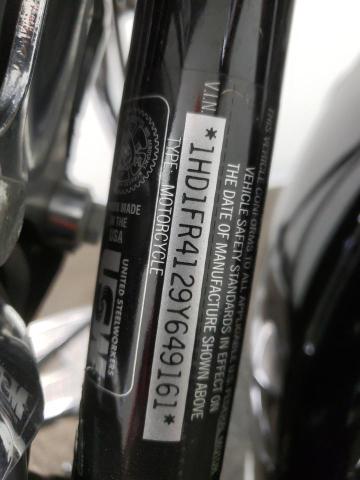 THIS VEHICLE CONFORMS TO ALL APPLICABLE U.S.
VEHICLE SAFETY STANDARDS IN EFFECT ON
THE DATE OF MANUFACTURE SHOWN ABOVE
V.I.N.
*1HD1FR4129Y649161*
TYPE: MOTORCYCLE
MADE
IN THE
USA
USW
UNITED STEELWORKERS